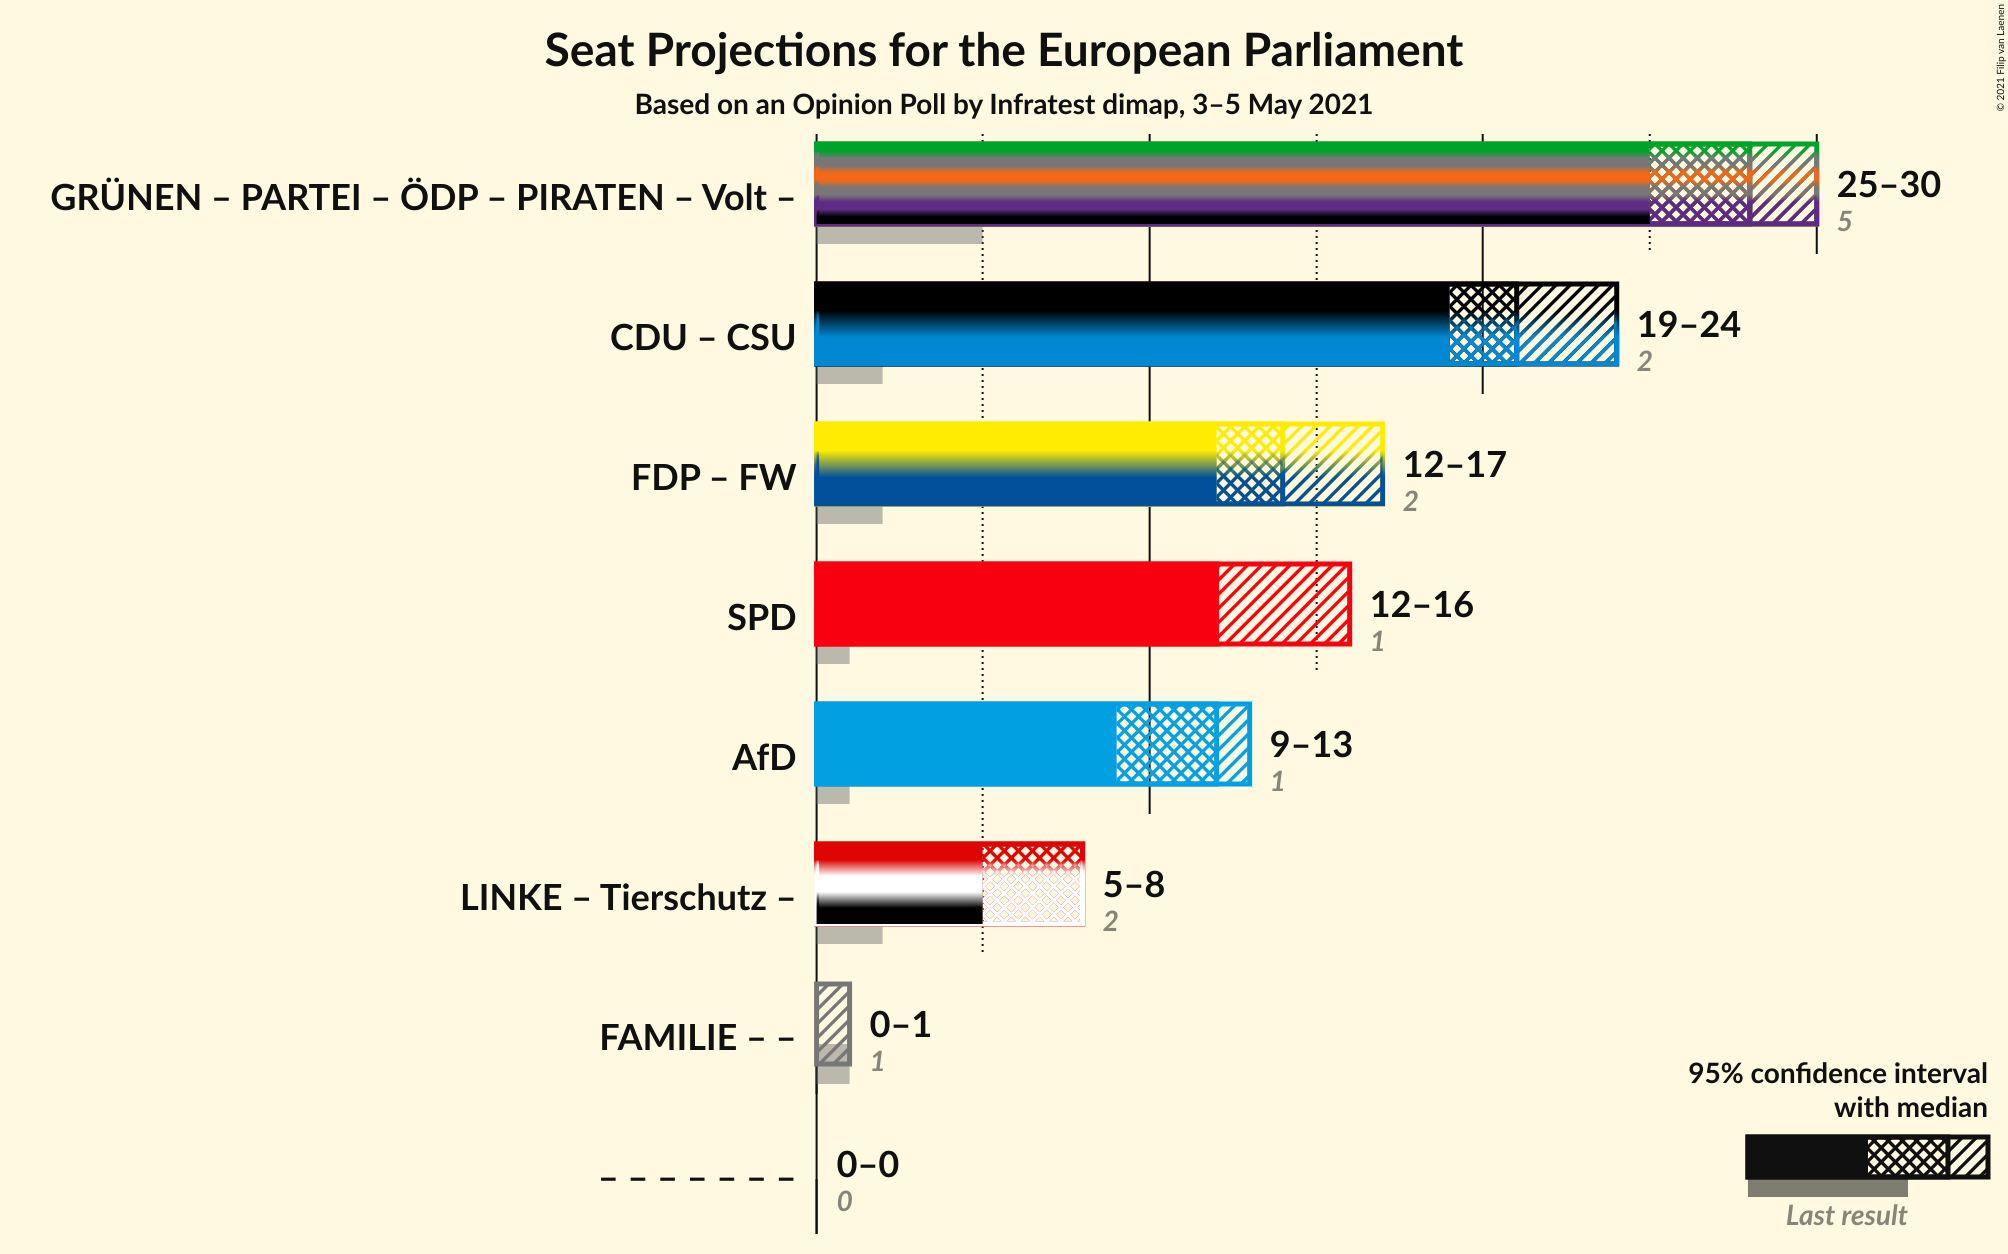 Seat Projections for the European Parliament
Based on an Opinion Poll by Infratest dimap, 3–5 May 2021
© 2021 Filip van Laenen
GRÜNEN – PARTEI – ÖDP – PIRATEN – Volt –
25–30
5
CDU – CSU
19–24
2
FDP – FW
12–17
2
SPD
12–16
1
AfD
9–13
1
LINKE – Tierschutz –
5–8
2
FAMILIE – –
0–1
1
– – – – – – –
0–0
0
95% confidence interval
with median
Last result